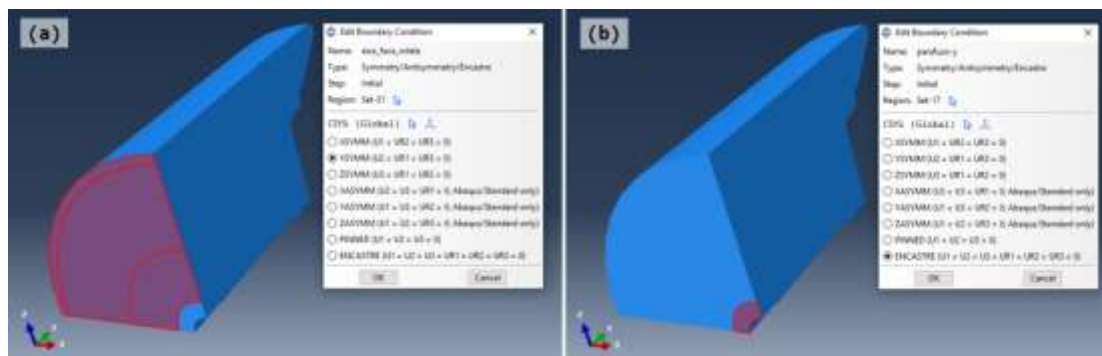 (a)
Edit Boundary Condition
Name:
Type: Symmetry/Antisymmetry/Encastre
Step: Initial
Region: Set-31
CSYS: (Global)
XSYMM (U1 = UR2 = UR3 = 0)
YSYMM (U2 = UR1 = UR3 = 0)
ZSYMM (U3 = UR1 = UR2 = 0)
XASYMM (U2 = U3 = UR1 = 0; Abaqus/Standard only)
YASYMM (U1 = U3 = UR2 = 0; Abaqus/Standard only)
ZASYMM (U1 = U2 = UR3 = 0; Abaqus/Standard only)
PINNED (U1 = U2 = U3 = 0)
ENCASTRE (U1 = U2 = U3 = UR1 = UR2 = UR3 = 0)
OK
Cancel
(b)
Edit Boundary Condition
Name: parafuso-y
Type: Symmetry/Antisymmetry/Encastre
Step: Initial
Region: Set-17
CSYS: (Global)
XSYMM (U1 = UR2 = UR3 = 0)
YSYMM (U2 = UR1 = UR3 = 0)
ZSYMM (U3 = UR1 = UR2 = 0)
XASYMM (U2 = U3 = UR1 = 0; Abaqus/Standard only)
YASYMM (U1 = U3 = UR2 = 0; Abaqus/Standard only)
ZASYMM (U1 = U2 = UR3 = 0; Abaqus/Standard only)
PINNED (U1 = U2 = U3 = 0)
ENCASTRE (U1 = U2 = U3 = UR1 = UR2 = UR3 = 0)
OK
Cancel